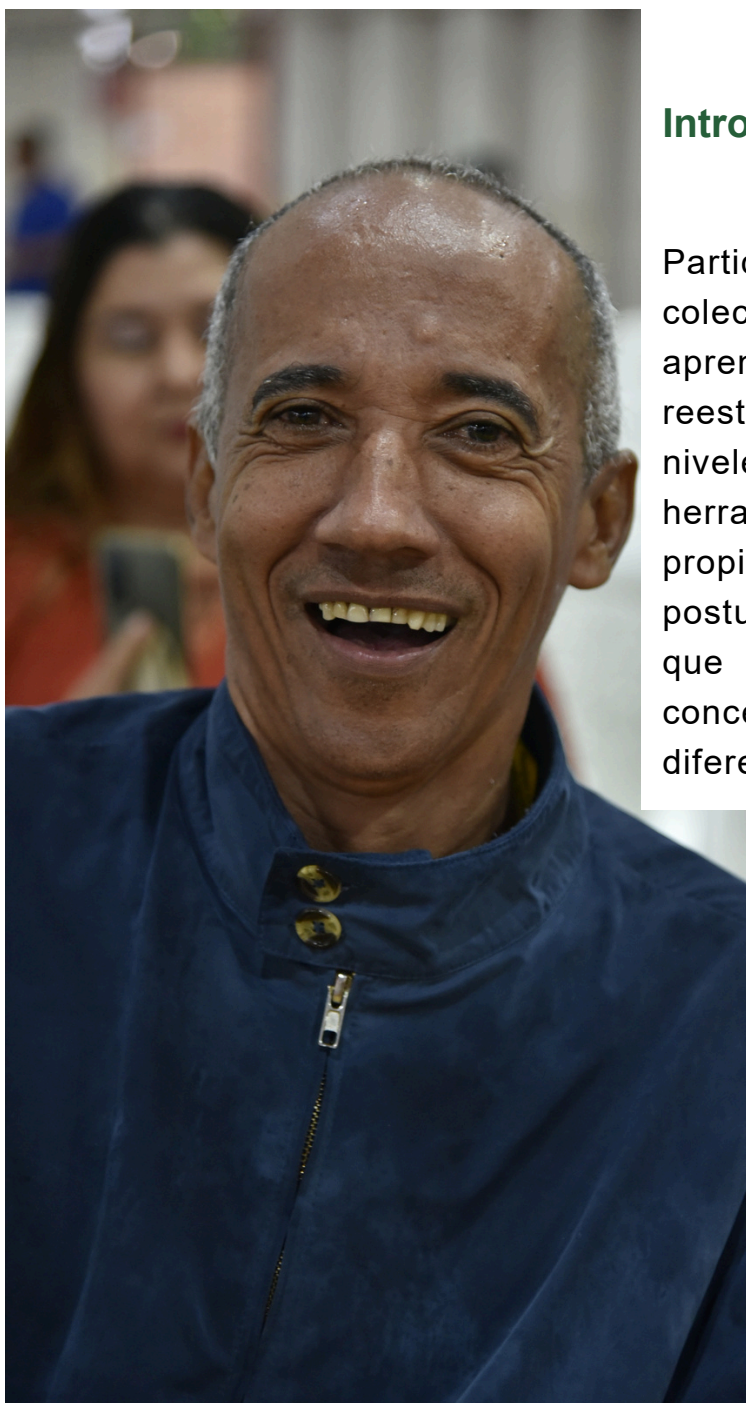 Intro
Partic
colec
apren
reest
nivele
herra
propi
postu
que
conce
difere